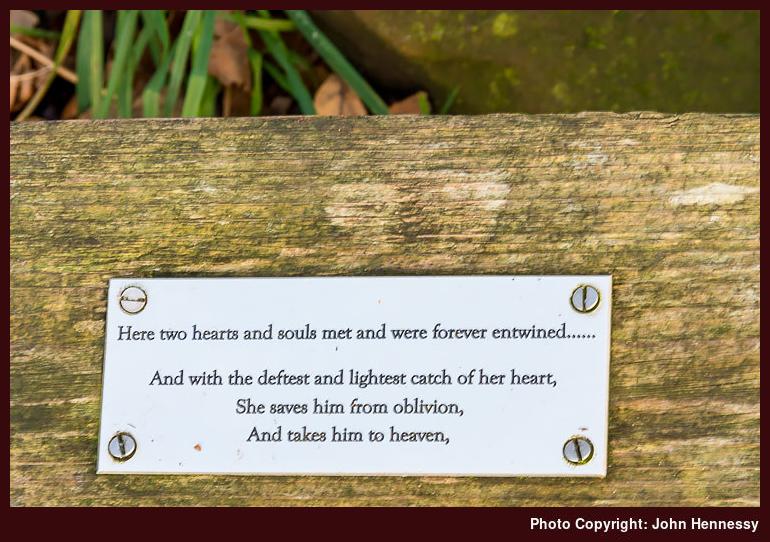 Here two hearts and souls met and were forever entwined......
And with the deftest and lightest catch of her heart,
She saves him from oblivion,
And takes him to heaven,
Photo Copyright: John Hennessy